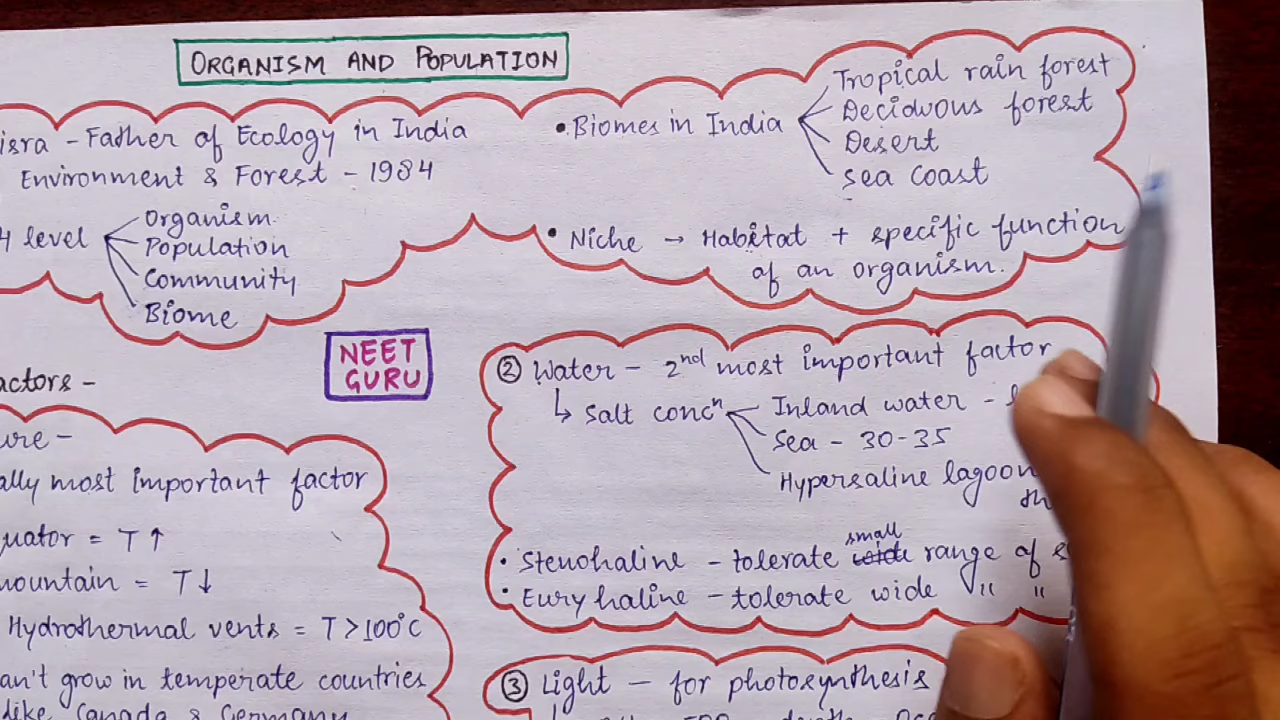 ORGANISM AND POPULATION
isra - Father of Ecology in India
Environment & Forest - 1984
4 level
Organism
Population
Community
Biome
• Biomes in India
Tropical rain forest
Deciduous forest
Desert
Sea coast
• Niche → Habitat + specific function
of an organism.
NEET
GURU
actors -
ure -
ally most important factor
uator = T ↑
mountain = T ↓
Hydrothermal vents = T > 100°C
an't grow in temperate countries
like Canada & Germany
② Water - 2nd most important factor
↳ Salt concn
Inland water -
Sea - 30-35
Hypersaline lagoon
• Stenohaline - tolerate small range of
• Euryhaline - tolerate wide " "
③ Light - for photosynthesis